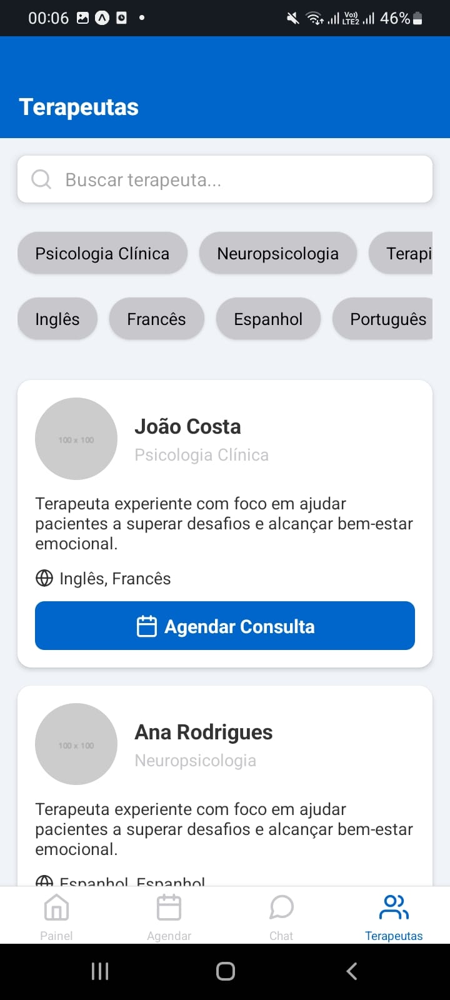 00:06
Vo))
LTE2
46%
Terapeutas
Buscar terapeuta...
Psicologia Clínica
Neuropsicologia
Terapi
Inglês
Francês
Espanhol
Português
100 x 100
João Costa
Psicologia Clínica
Terapeuta experiente com foco em ajudar
pacientes a superar desafios e alcançar bem-estar
emocional.
Inglês, Francês
Agendar Consulta
100 x 100
Ana Rodrigues
Neuropsicologia
Terapeuta experiente com foco em ajudar
pacientes a superar desafios e alcançar bem-estar
emocional.
Espanhol, Espanhol
Painel
Agendar
Chat
Terapeutas